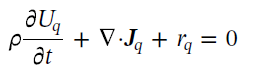 ρ ∂U_q/∂t + ∇·J_q + r_q = 0